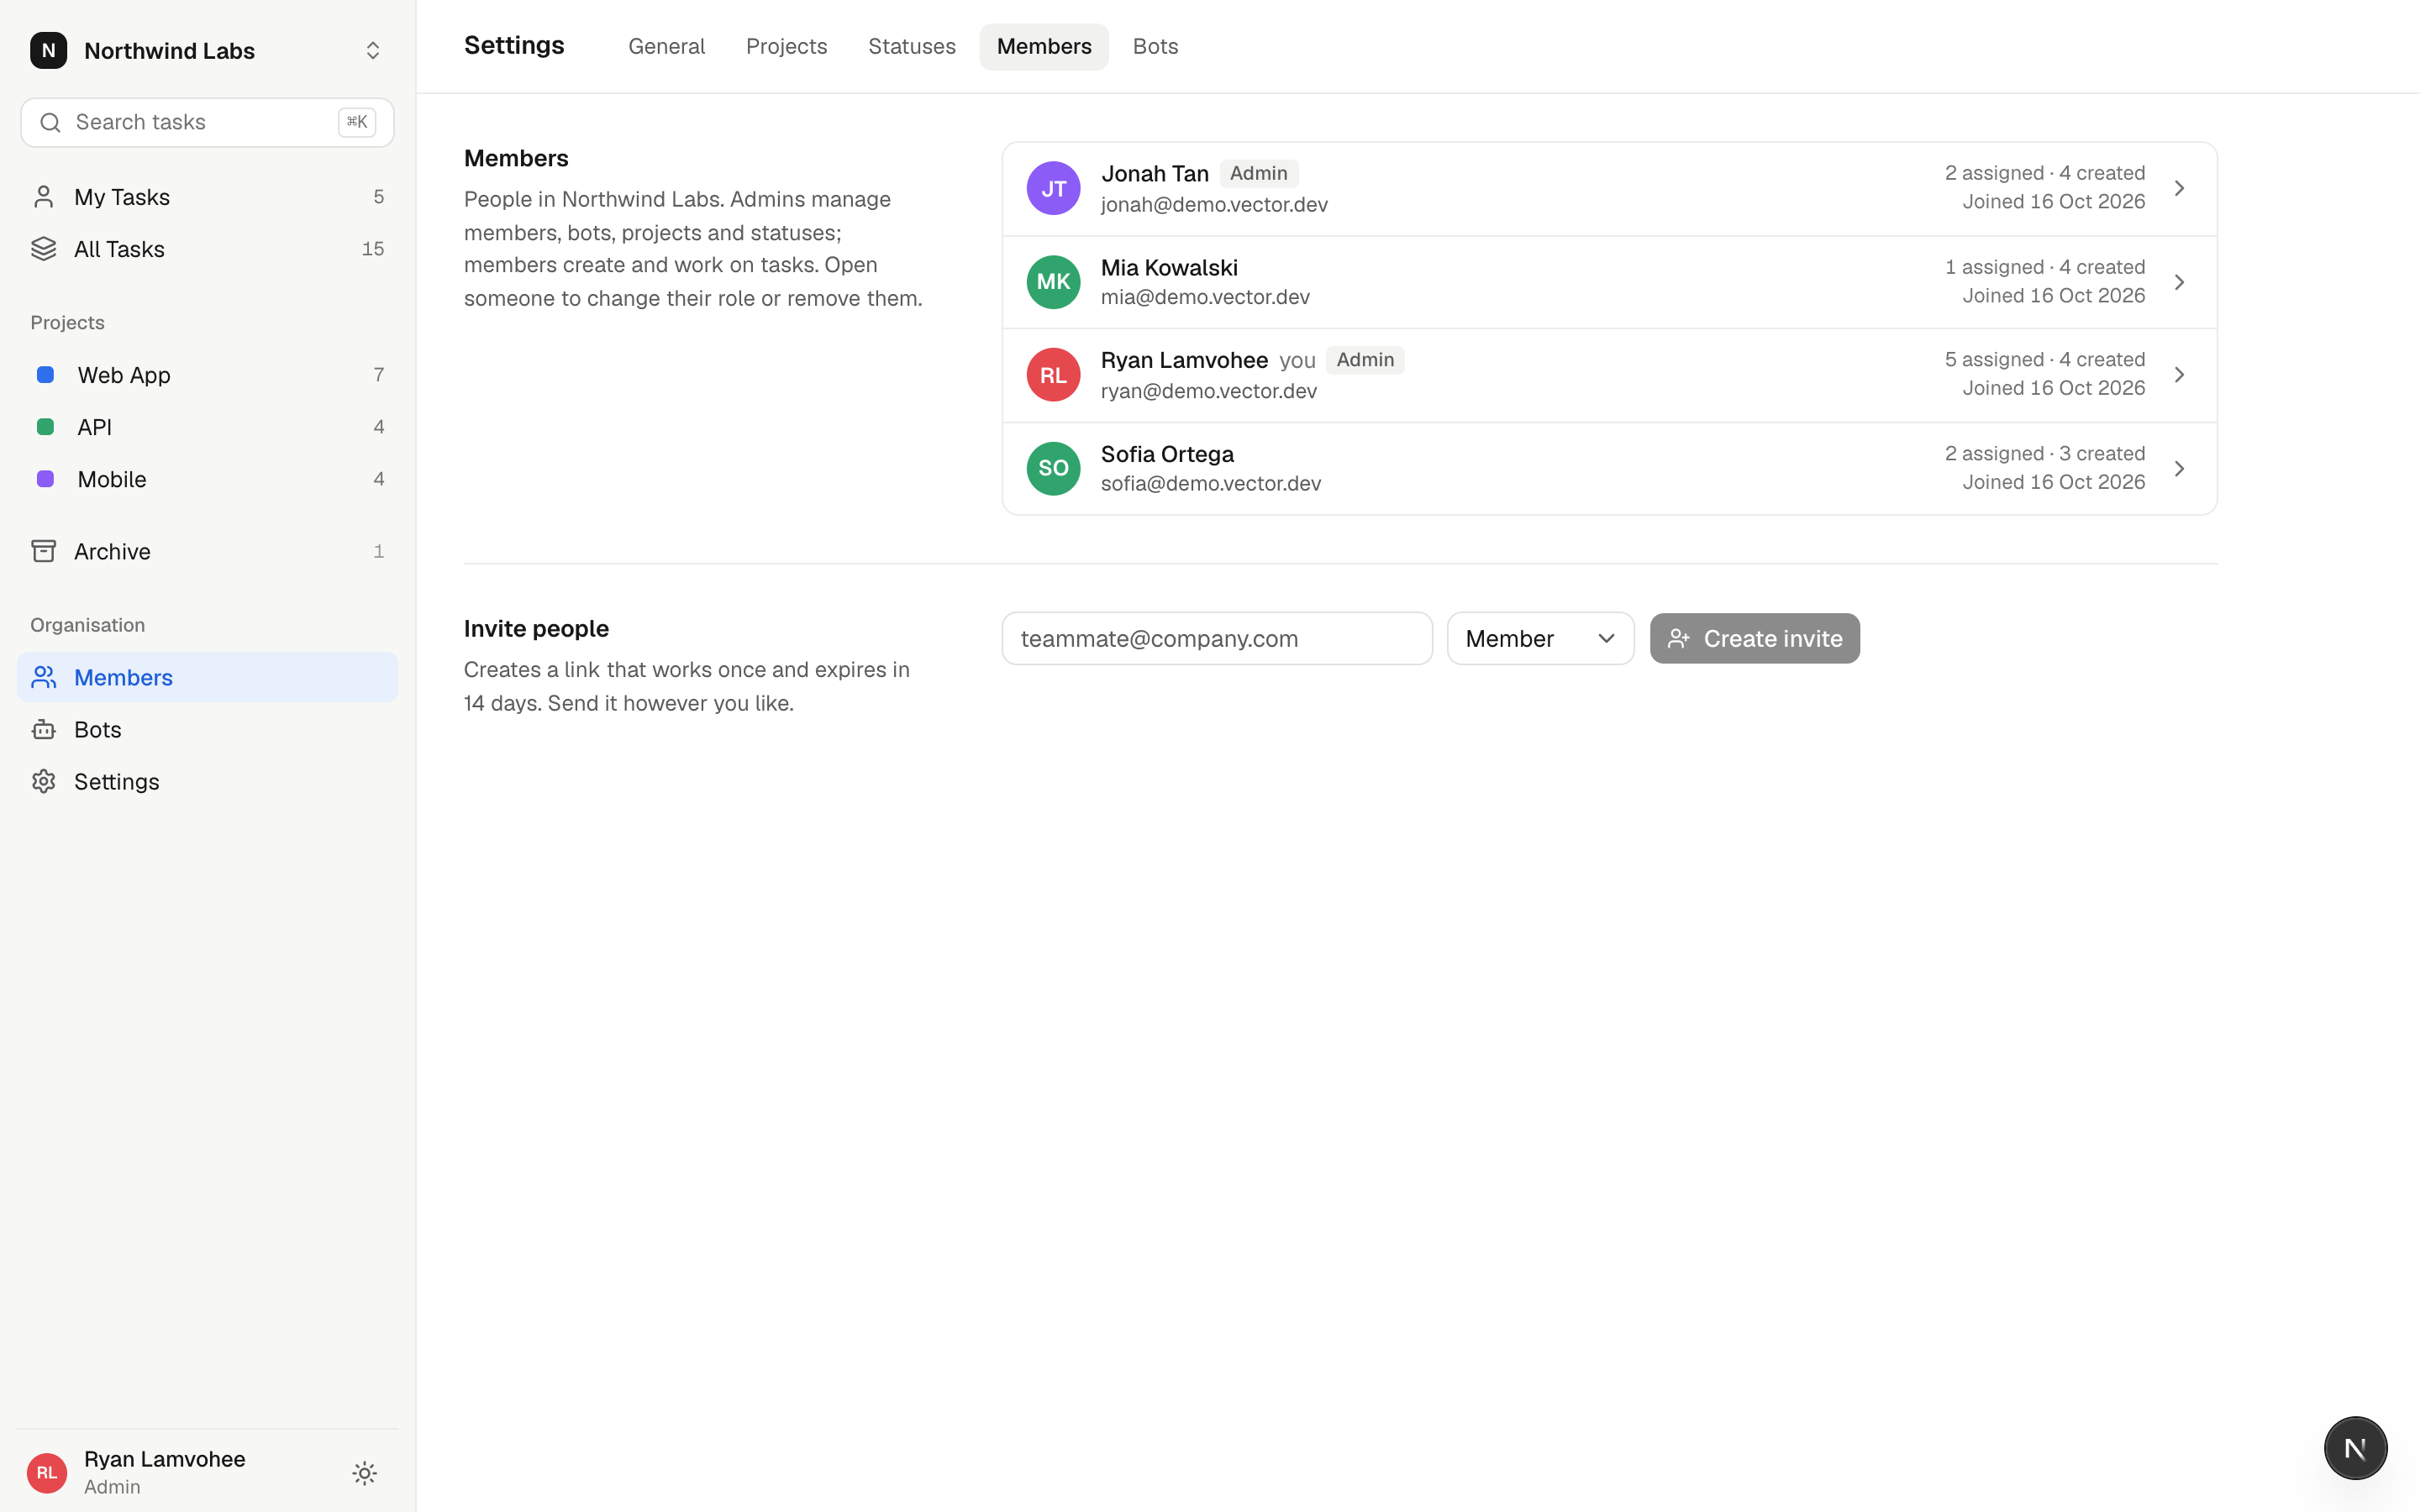 N Northwind Labs
Search tasks ⌘K
My Tasks 5
All Tasks 15
Projects
Web App 7
API 4
Mobile 4
Archive 1
Organisation
Members
Bots
Settings
RL Ryan Lamvohee
Admin
Settings General Projects Statuses Members Bots
Members
People in Northwind Labs. Admins manage
members, bots, projects and statuses;
members create and work on tasks. Open
someone to change their role or remove them.
JT Jonah Tan Admin
jonah@demo.vector.dev
2 assigned · 4 created
Joined 16 Oct 2026
MK Mia Kowalski
mia@demo.vector.dev
1 assigned · 4 created
Joined 16 Oct 2026
RL Ryan Lamvohee you Admin
ryan@demo.vector.dev
5 assigned · 4 created
Joined 16 Oct 2026
SO Sofia Ortega
sofia@demo.vector.dev
2 assigned · 3 created
Joined 16 Oct 2026
Invite people
Creates a link that works once and expires in
14 days. Send it however you like.
teammate@company.com Member Create invite
N